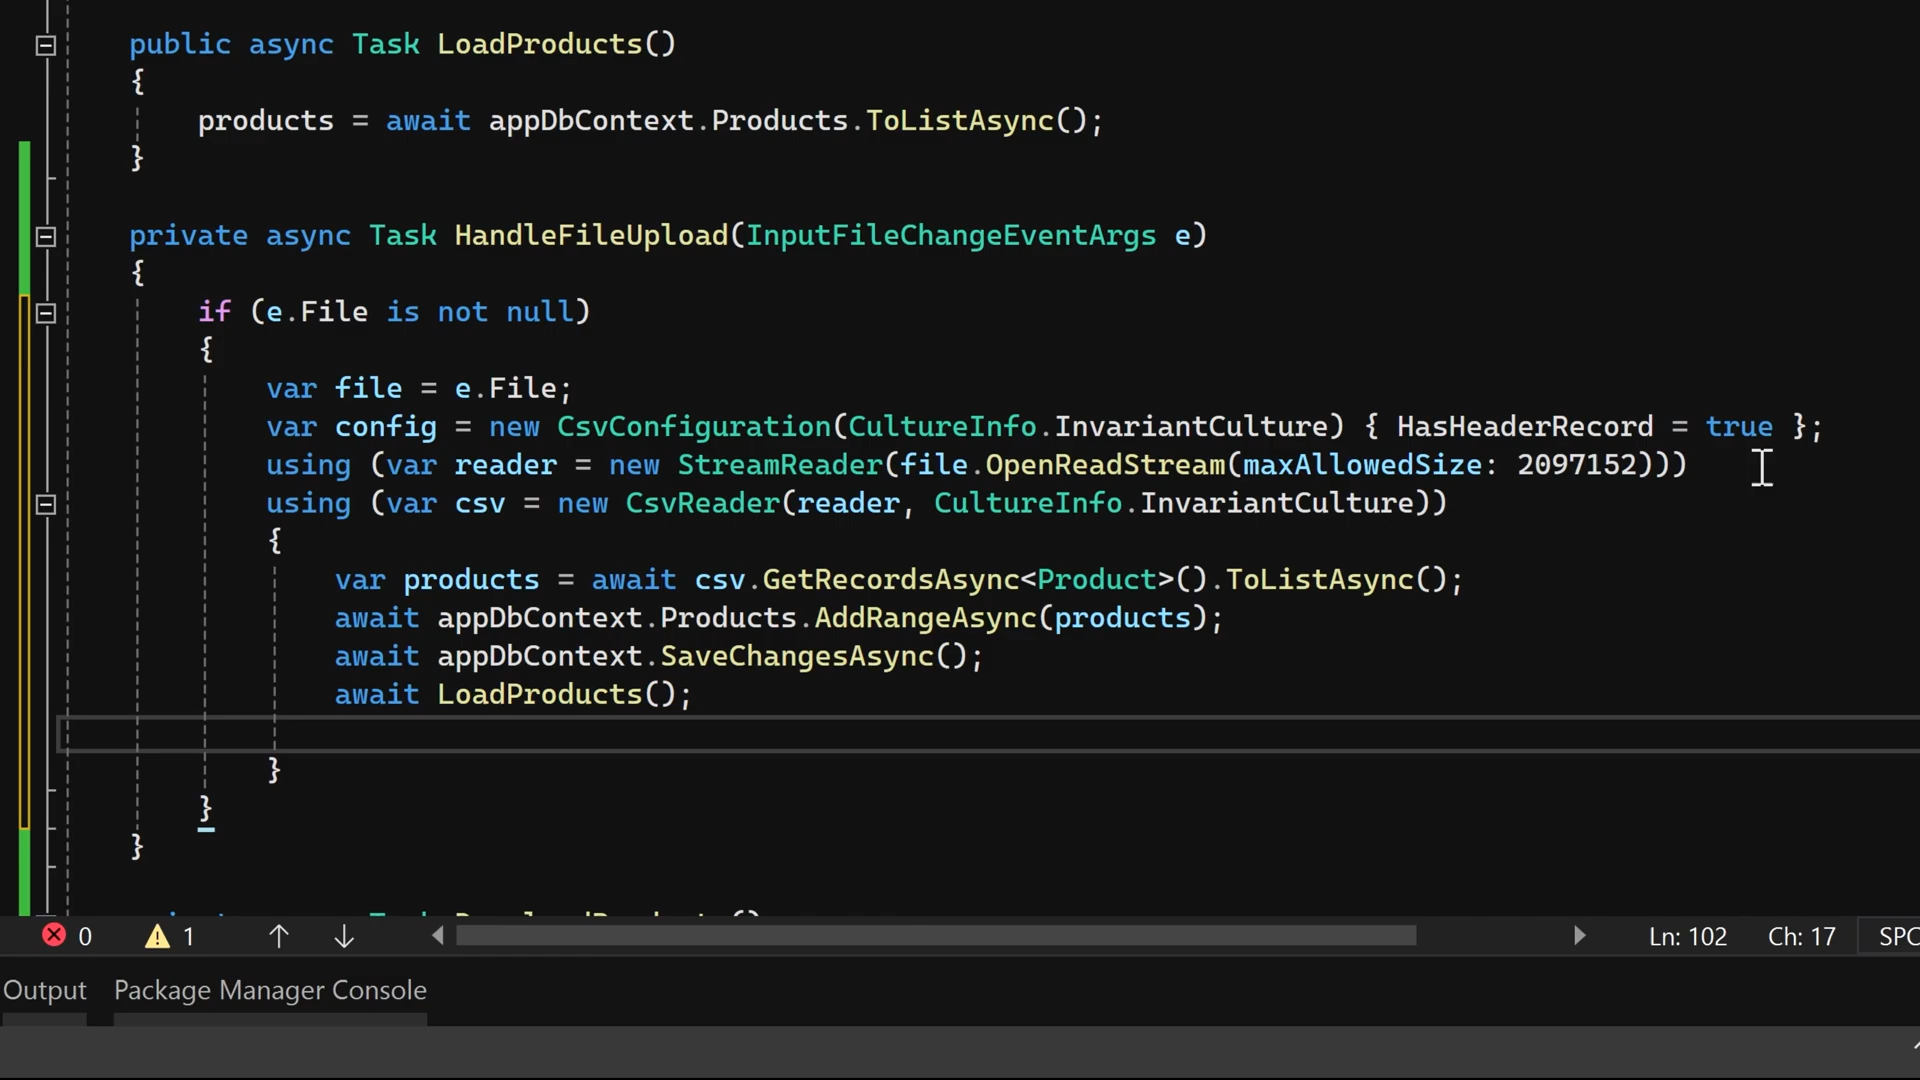 public async Task LoadProducts()
{
products = await appDbContext.Products.ToListAsync();
}
private async Task HandleFileUpload(InputFileChangeEventArgs e)
{
if (e.File is not null)
{
var file = e.File;
var config = new CsvConfiguration(CultureInfo.InvariantCulture) { HasHeaderRecord = true };
using (var reader = new StreamReader(file.OpenReadStream(maxAllowedSize: 2097152)))
using (var csv = new CsvReader(reader, CultureInfo.InvariantCulture))
{
var products = await csv.GetRecordsAsync<Product>().ToListAsync();
await appDbContext.Products.AddRangeAsync(products);
await appDbContext.SaveChangesAsync();
await LoadProducts();
}
}
}
0 1 Ln: 102 Ch: 17 SPC
Output Package Manager Console